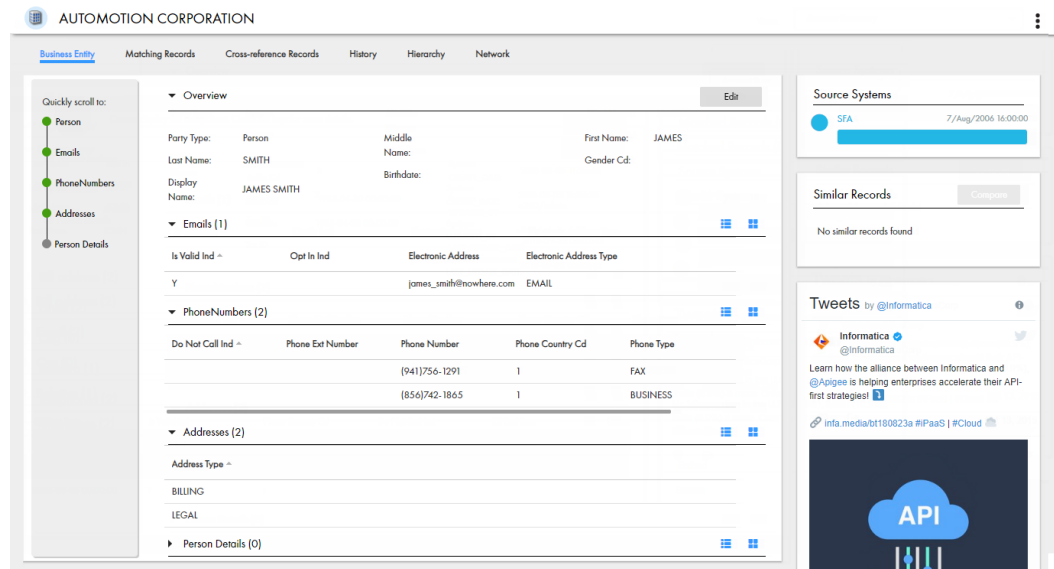 AUTOMOTION CORPORATION
Business Entity Matching Records Cross-reference Records History Hierarchy Network
Quickly scroll to:
Person
Emails
PhoneNumbers
Addresses
Person Details
Overview Edit
Party Type: Person Middle Name: First Name: JAMES
Last Name: SMITH Birthdate: Gender Cd:
Display Name: JAMES SMITH
Emails (1)
Is Valid Ind Opt In Ind Electronic Address Electronic Address Type
Y james_smith@nowhere.com EMAIL
PhoneNumbers (2)
Do Not Call Ind Phone Ext Number Phone Number Phone Country Cd Phone Type
(941)756-1291 1 FAX
(856)742-1865 1 BUSINESS
Addresses (2)
Address Type
BILLING
LEGAL
Person Details (0)
Source Systems
SFA 7/Aug/2006 16:00:00
Similar Records Compare
No similar records found
Tweets by @Informatica
Informatica
@Informatica
Learn how the alliance between Informatica and
@Apigee is helping enterprises accelerate their API-
first strategies!
infa.media/bt180823a #iPaaS | #Cloud
API